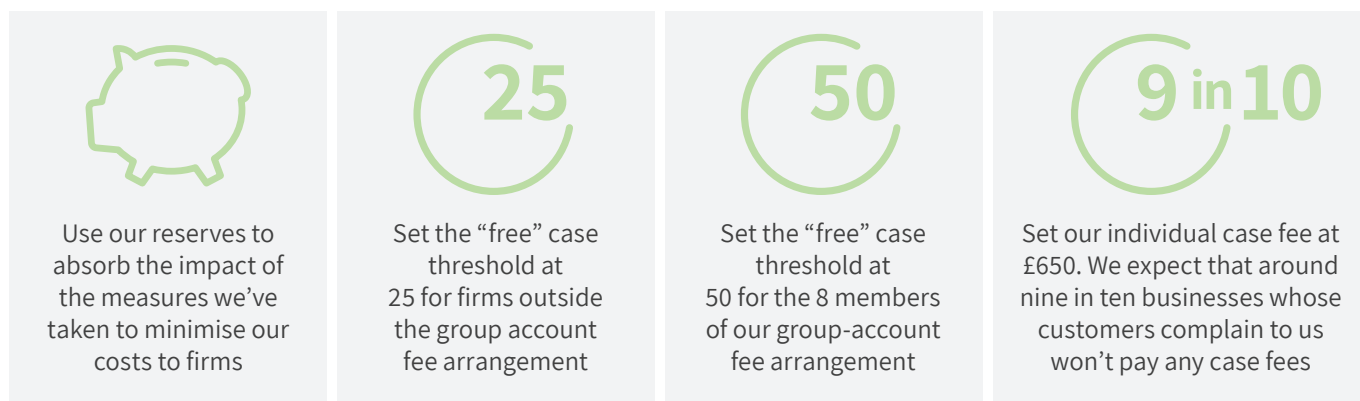 Use our reserves to
absorb the impact of
the measures we’ve
taken to minimise our
costs to firms
25
Set the “free” case
threshold at
25 for firms outside
the group account
fee arrangement
50
Set the “free” case
threshold at
50 for the 8 members
of our group-account
fee arrangement
9 in 10
Set our individual case fee at
£650. We expect that around
nine in ten businesses whose
customers complain to us
won’t pay any case fees